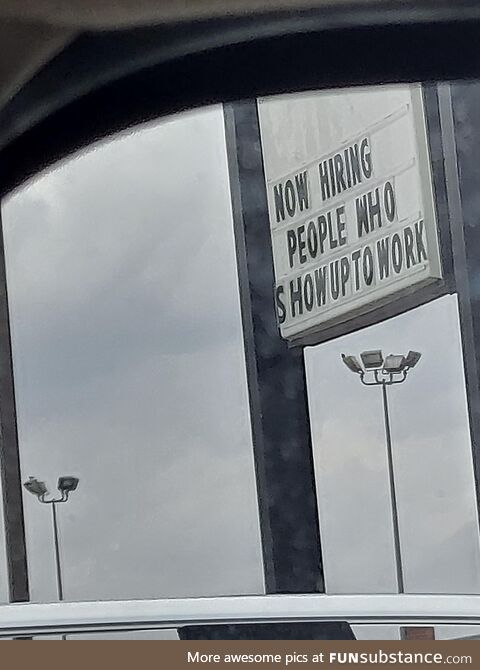 NOW HIRING
PEOPLE WHO
SHOW UP TO WORK
More awesome pics at FUNsubstance.com